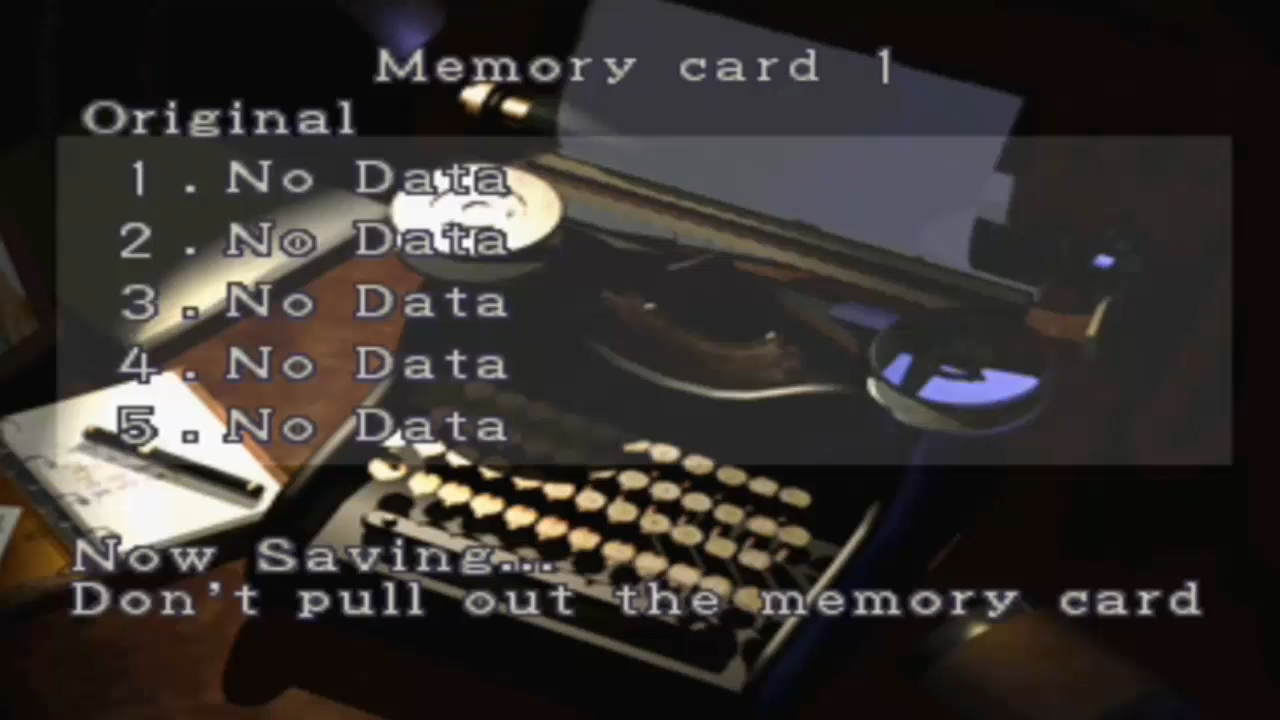 Memory card 1
Original
1. No Data
2. No Data
3. No Data
4. No Data
5. No Data
Now Saving...
Don't pull out the memory card